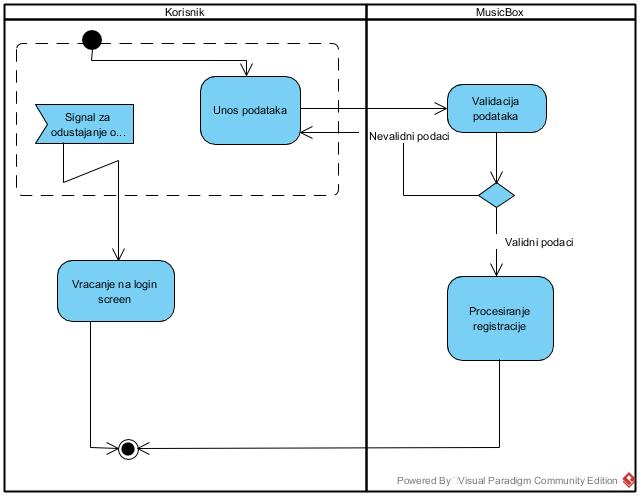 Korisnik
MusicBox
Signal za
odustajanje o...
Unos podataka
Validacija
podataka
Nevalidni podaci
Validni podaci
Vracanje na login
screen
Procesiranje
registracije
Powered By Visual Paradigm Community Edition